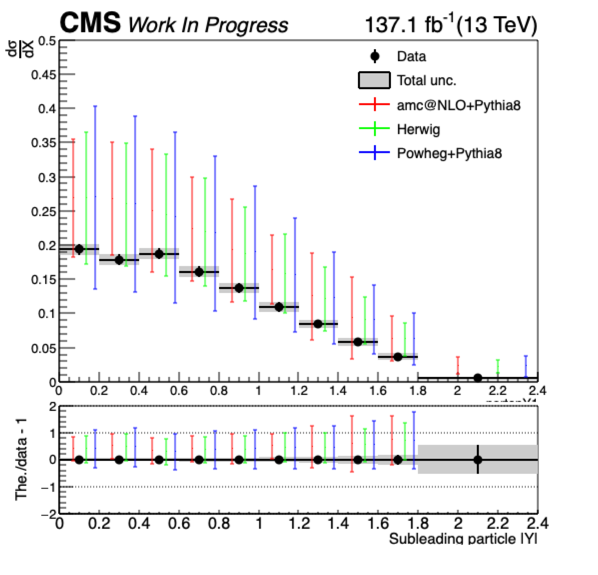 CMS Work In Progress 137.1 fb⁻¹(13 TeV)
dσ
dX
0.5
0.45
0.4
0.35
0.3
0.25
0.2
0.15
0.1
0.05
0
Data
Total unc.
amc@NLO+Pythia8
Herwig
Powheg+Pythia8
0 0.2 0.4 0.6 0.8 1 1.2 1.4 1.6 1.8 2 2.2 2.4
The./data - 1
2
1
0
−1
−2
0 0.2 0.4 0.6 0.8 1 1.2 1.4 1.6 1.8 2 2.2 2.4
Subleading particle |Y|